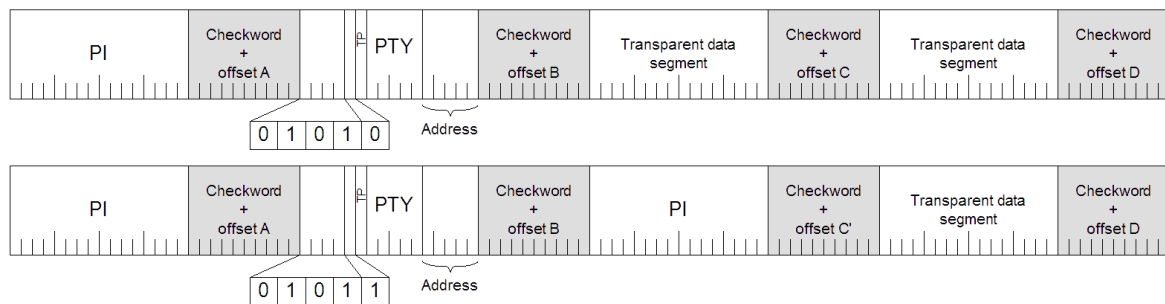 PI
Checkword
+
offset A
TP
PTY
Checkword
+
offset B
Transparent data
segment
Checkword
+
offset C
Transparent data
segment
Checkword
+
offset D
0 1 0 1 0
Address
PI
Checkword
+
offset A
TP
PTY
Checkword
+
offset B
PI
Checkword
+
offset C'
Transparent data
segment
Checkword
+
offset D
0 1 0 1 1
Address